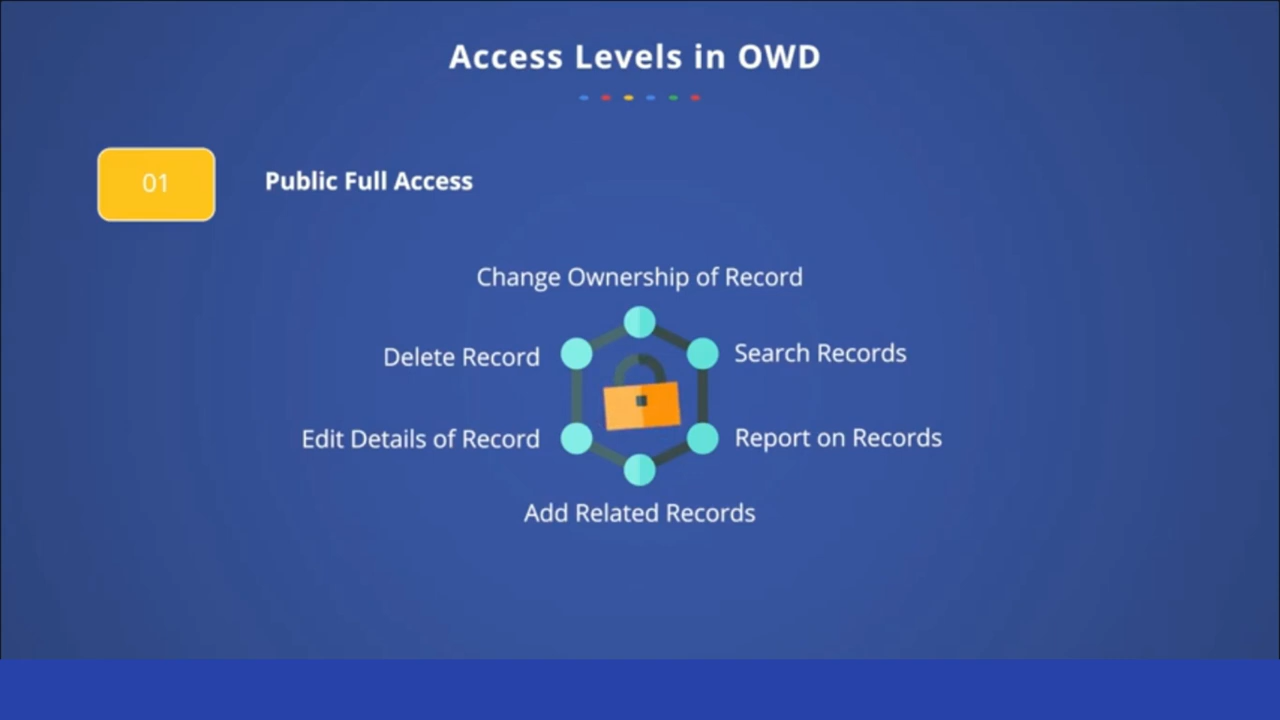 Access Levels in OWD
01
Public Full Access
Change Ownership of Record
Delete Record
Search Records
Edit Details of Record
Report on Records
Add Related Records